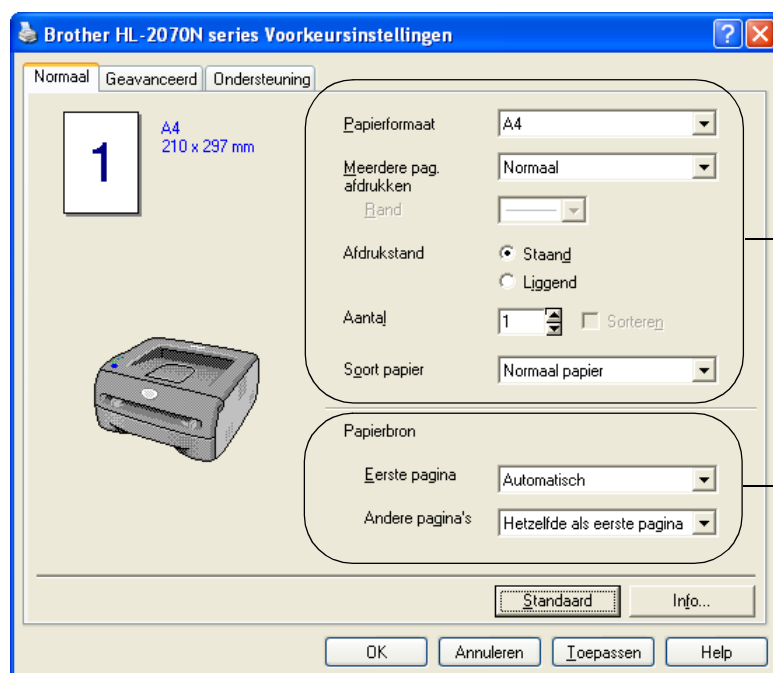 Brother HL-2070N series Voorkeursinstellingen
Normaal Geavanceerd Ondersteuning
1
A4
210 x 297 mm
Papierformaat A4
Meerdere pag. afdrukken Normaal
Rand
Afdrukstand Staand
Liggend
Aantal 1 Sorteren
Soort papier Normaal papier
Papierbron
Eerste pagina Automatisch
Andere pagina's Hetzelfde als eerste pagina
Standaard Info...
OK Annuleren Toepassen Help